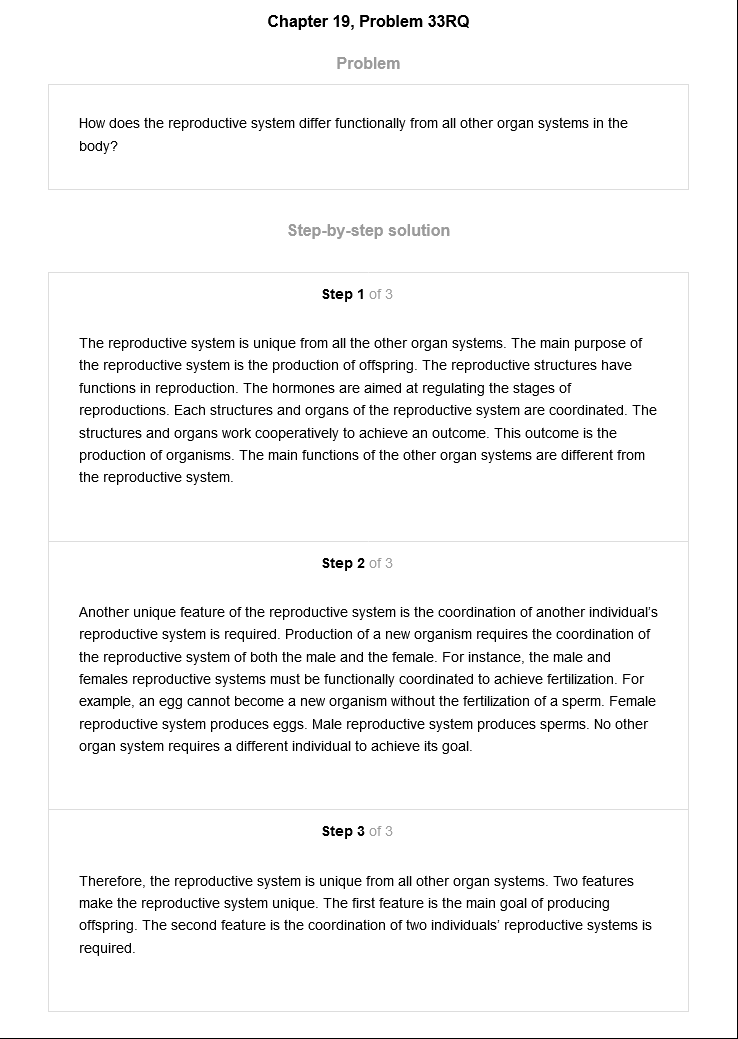 Chapter 19, Problem 33RQ
Problem
How does the reproductive system differ functionally from all other organ systems in the
body?
Step-by-step solution
Step 1 of 3
The reproductive system is unique from all the other organ systems. The main purpose of
the reproductive system is the production of offspring. The reproductive structures have
functions in reproduction. The hormones are aimed at regulating the stages of
reproductions. Each structures and organs of the reproductive system are coordinated. The
structures and organs work cooperatively to achieve an outcome. This outcome is the
production of organisms. The main functions of the other organ systems are different from
the reproductive system.
Step 2 of 3
Another unique feature of the reproductive system is the coordination of another individual's
reproductive system is required. Production of a new organism requires the coordination of
the reproductive system of both the male and the female. For instance, the male and
females reproductive systems must be functionally coordinated to achieve fertilization. For
example, an egg cannot become a new organism without the fertilization of a sperm. Female
reproductive system produces eggs. Male reproductive system produces sperms. No other
organ system requires a different individual to achieve its goal.
Step 3 of 3
Therefore, the reproductive system is unique from all other organ systems. Two features
make the reproductive system unique. The first feature is the main goal of producing
offspring. The second feature is the coordination of two individuals' reproductive systems is
required.